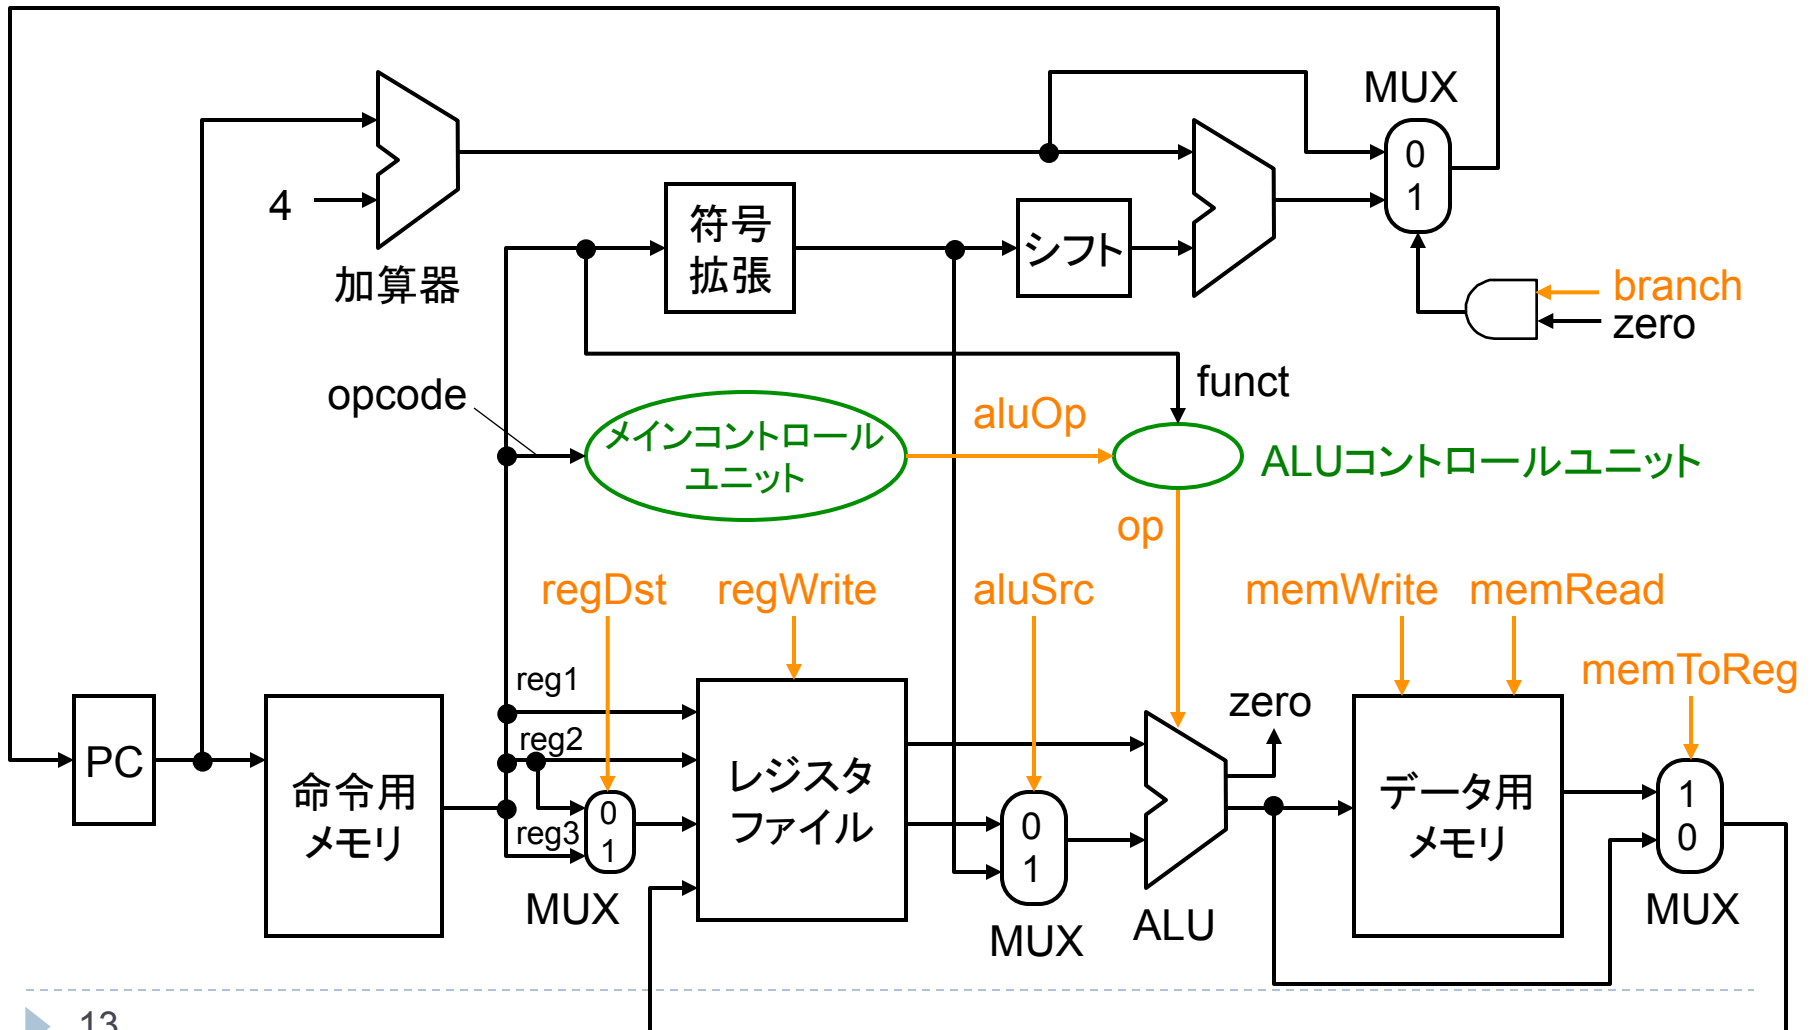 MUX
0
1
4
加算器
符号
拡張
シフト
branch
zero
opcode
メインコントロール
ユニット
aluOp
funct
ALUコントロールユニット
op
regDst
regWrite
aluSrc
memWrite
memRead
memToReg
PC
命令用
メモリ
reg1
reg2
reg3
0
1
MUX
レジスタ
ファイル
0
1
MUX
zero
ALU
データ用
メモリ
1
0
MUX
13